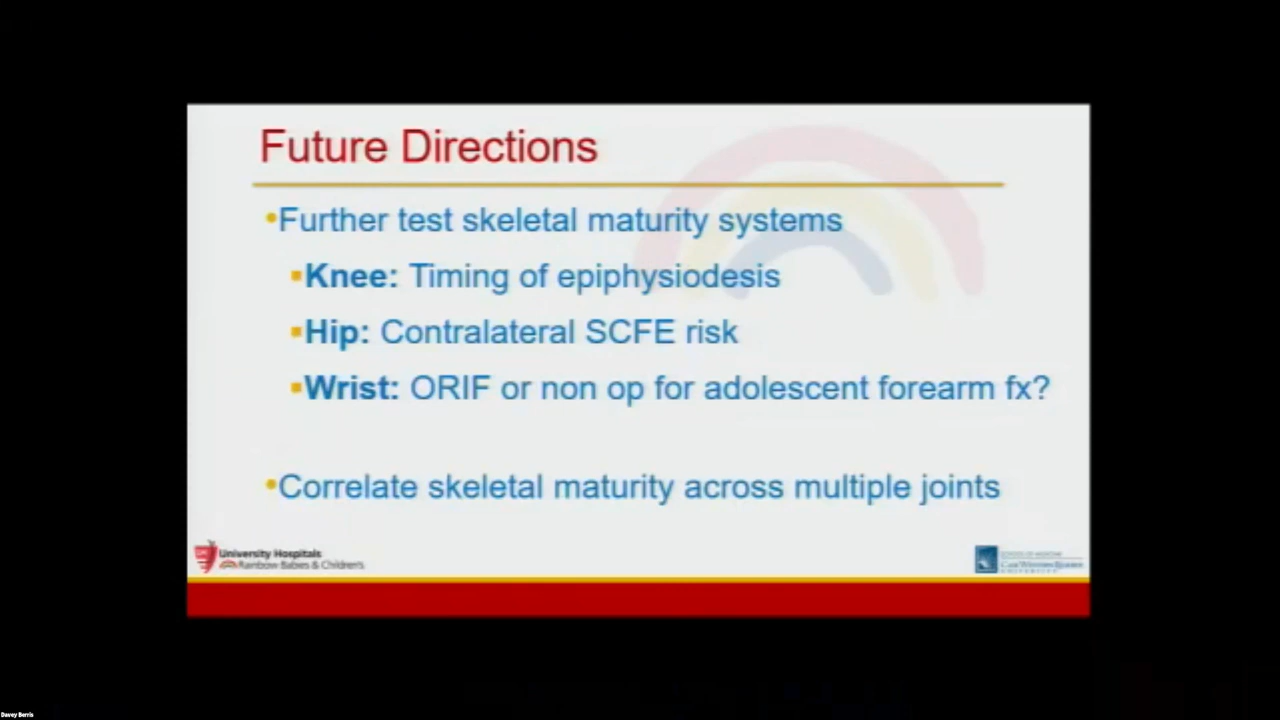 Future Directions
•Further test skeletal maturity systems
▪Knee: Timing of epiphysiodesis
▪Hip: Contralateral SCFE risk
▪Wrist: ORIF or non op for adolescent forearm fx?
•Correlate skeletal maturity across multiple joints
University Hospitals
Rainbow Babies & Children's
SCHOOL OF MEDICINE
Case Western Reserve
UNIVERSITY
Davey Berris